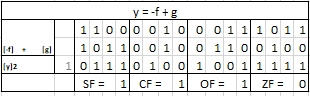 y = -f + g
1 1 0 0 0 0 1 0 0 0 1 1 1 0 1 1
[-f] + [g] 1 0 1 1 0 0 0 0 0 1 1 0 0 1 0 0
[y]2 1 0 1 1 1 0 0 1 0 1 0 0 1 1 1 1 1
SF = 1 CF = 1 OF = 1 ZF = 0